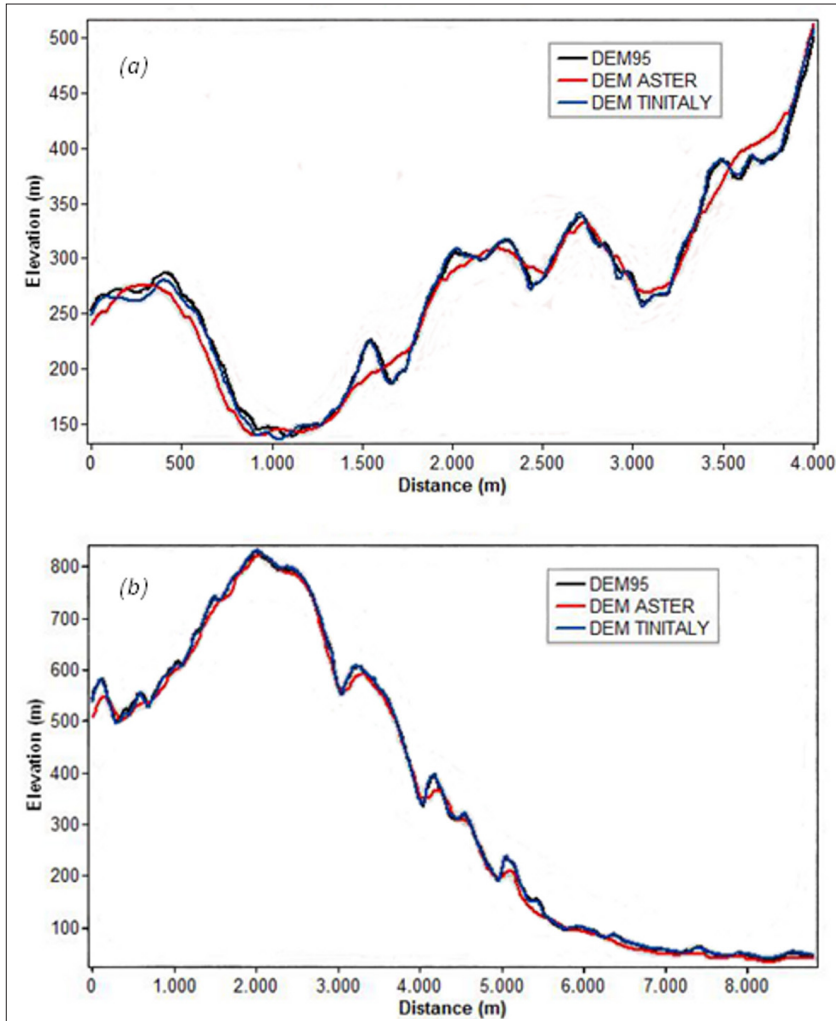 (a)
DEM95
DEM ASTER
DEM TINITALY
Elevation (m)
500
450
400
350
300
250
200
150
0 500 1.000 1.500 2.000 2.500 3.000 3.500 4.000
Distance (m)
(b)
DEM95
DEM ASTER
DEM TINITALY
Elevation (m)
800
700
600
500
400
300
200
100
0 1.000 2.000 3.000 4.000 5.000 6.000 7.000 8.000
Distance (m)